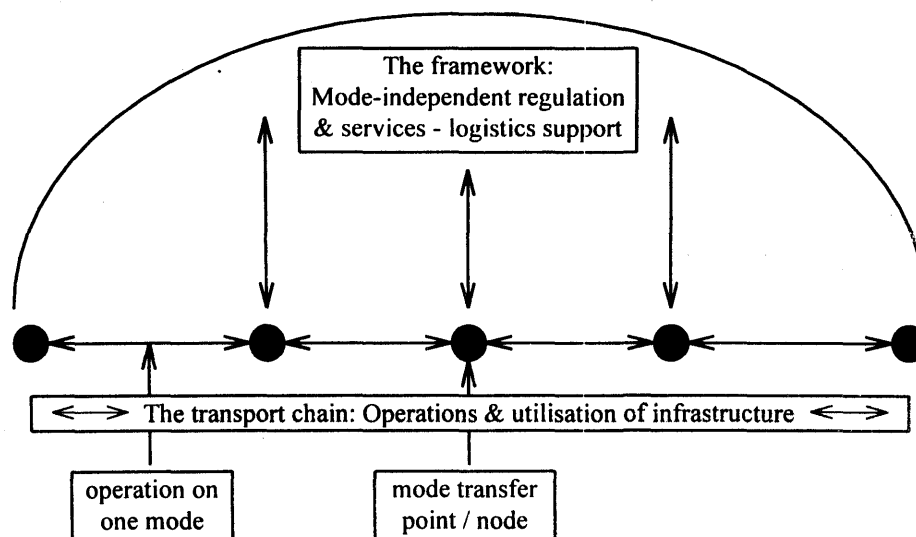 The framework:
Mode-independent regulation
& services - logistics support
The transport chain: Operations & utilisation of infrastructure
operation on
one mode
mode transfer
point / node